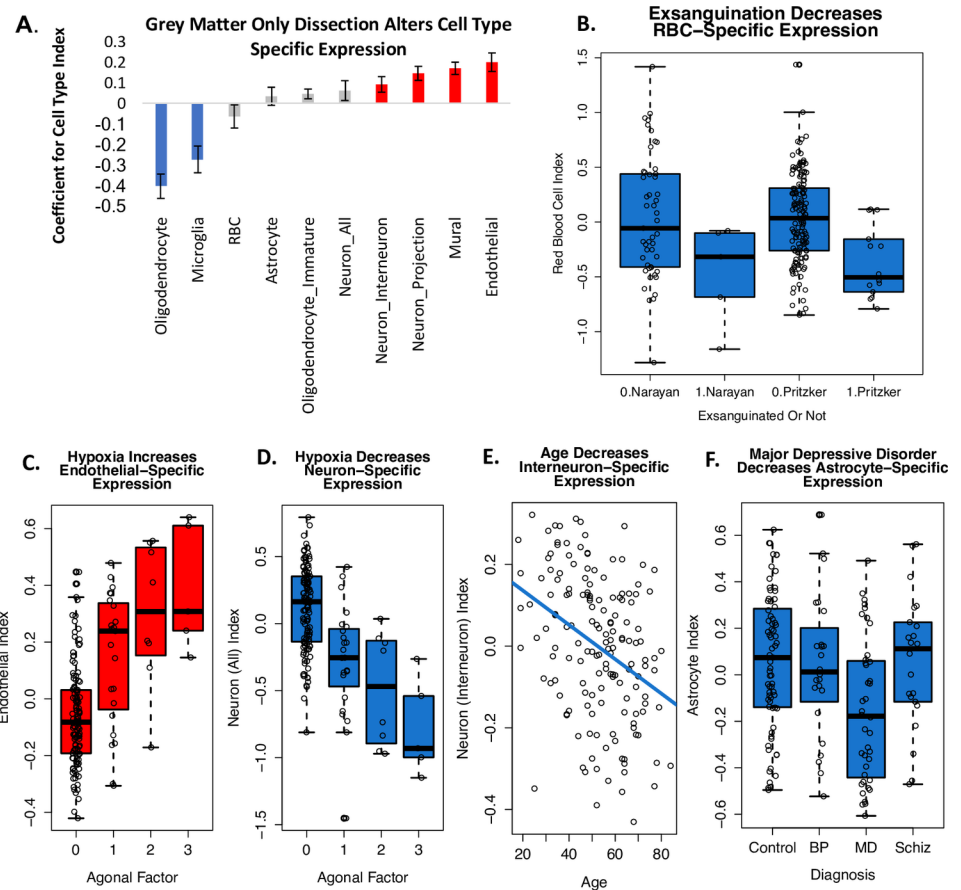 A.
Grey Matter Only Dissection Alters Cell Type
Specific Expression
Coefficient for Cell Type Index
0.3
0.2
0.1
0
-0.1
-0.2
-0.3
-0.4
-0.5
Oligodendrocyte
Microglia
RBC
Astrocyte
Oligodendrocyte_Immature
Neuron_All
Neuron_Interneuron
Neuron_Projection
Mural
Endothelial
B.
Exsanguination Decreases
RBC–Specific Expression
Red Blood Cell Index
1.5
1.0
0.5
0.0
−0.5
−1.0
0.Narayan 1.Narayan 0.Pritzker 1.Pritzker
Exsanguinated Or Not
C.
Hypoxia Increases
Endothelial–Specific
Expression
Endothelial Index
0.6
0.4
0.2
0.0
−0.2
−0.4
0 1 2 3
Agonal Factor
D.
Hypoxia Decreases
Neuron–Specific
Expression
Neuron (All) Index
0.5
0.0
−0.5
−1.0
−1.5
0 1 2 3
Agonal Factor
E.
Age Decreases
Interneuron–Specific
Expression
Neuron (Interneuron) Index
0.2
0.0
−0.2
−0.4
20 40 60 80
Age
F.
Major Depressive Disorder
Decreases Astrocyte–Specific
Expression
Astrocyte Index
0.6
0.4
0.2
0.0
−0.2
−0.4
−0.6
Control BP MD Schiz
Diagnosis